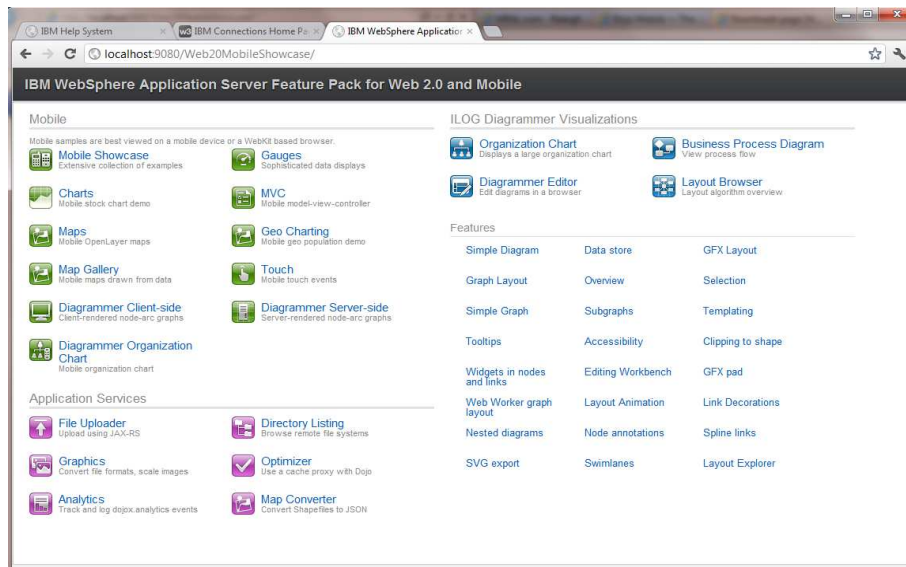 IBM Help System
IBM Connections Home Pa
IBM WebSphere Applicatior
localhost:9080/Web20MobileShowcase/
IBM WebSphere Application Server Feature Pack for Web 2.0 and Mobile
Mobile
Mobile samples are best viewed on a mobile device or a WebKit based browser.
Mobile Showcase
Extensive collection of examples
Gauges
Sophisticated data displays
Charts
Mobile stock chart demo
MVC
Mobile model-view-controller
Maps
Mobile OpenLayer maps
Geo Charting
Mobile geo population demo
Map Gallery
Mobile maps drawn from data
Touch
Mobile touch events
Diagrammer Client-side
Client-rendered node-arc graphs
Diagrammer Server-side
Server-rendered node-arc graphs
Diagrammer Organization
Chart
Mobile organization chart
Application Services
File Uploader
Upload using JAX-RS
Directory Listing
Browse remote file systems
Graphics
Convert file formats, scale images
Optimizer
Use a cache proxy with Dojo
Analytics
Track and log dojox.analytics events
Map Converter
Convert Shapefiles to JSON
ILOG Diagrammer Visualizations
Organization Chart
Displays a large organization chart
Business Process Diagram
View process flow
Diagrammer Editor
Edit diagrams in a browser
Layout Browser
Layout algorithm overview
Features
Simple Diagram
Data store
GFX Layout
Graph Layout
Overview
Selection
Simple Graph
Subgraphs
Templating
Tooltips
Accessibility
Clipping to shape
Widgets in nodes
and links
Editing Workbench
GFX pad
Web Worker graph
layout
Layout Animation
Link Decorations
Nested diagrams
Node annotations
Spline links
SVG export
Swimlanes
Layout Explorer